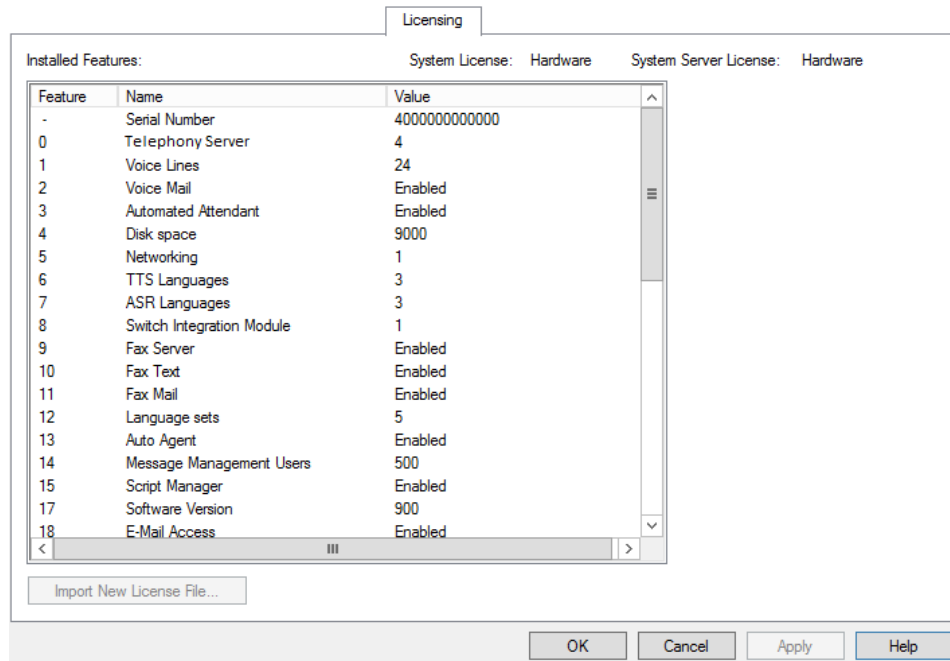 Licensing
Installed Features: System License: Hardware System Server License: Hardware
Feature Name Value
- Serial Number 4000000000000
0 Telephony Server 4
1 Voice Lines 24
2 Voice Mail Enabled
3 Automated Attendant Enabled
4 Disk space 9000
5 Networking 1
6 TTS Languages 3
7 ASR Languages 3
8 Switch Integration Module 1
9 Fax Server Enabled
10 Fax Text Enabled
11 Fax Mail Enabled
12 Language sets 5
13 Auto Agent Enabled
14 Message Management Users 500
15 Script Manager Enabled
17 Software Version 900
18 E-Mail Access Enabled
Import New License File...
OK Cancel Apply Help